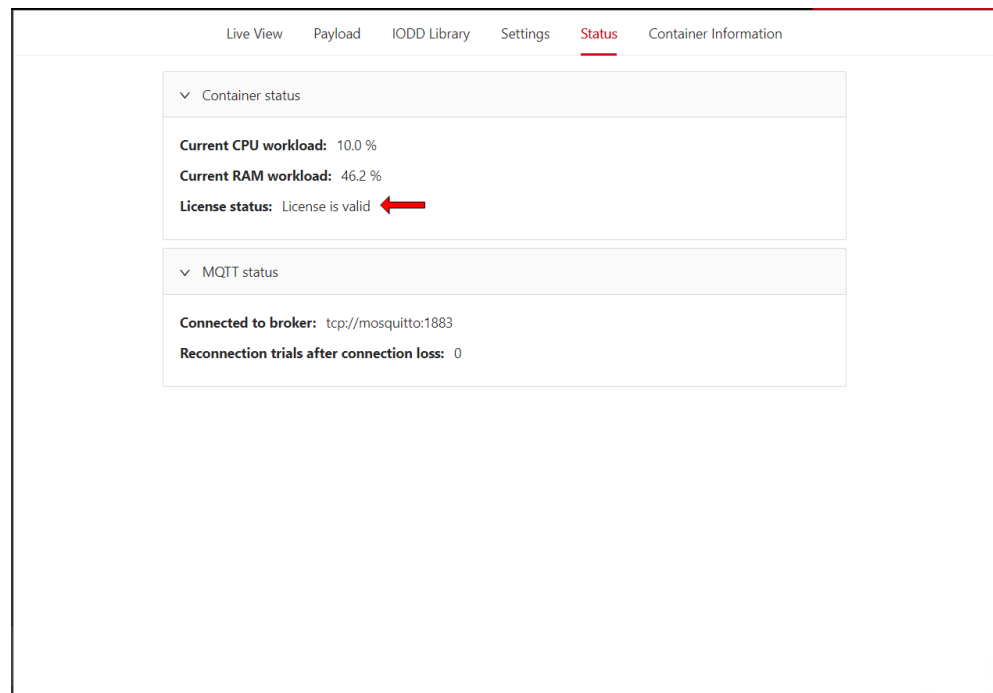 Live View Payload IODD Library Settings Status Container Information
Container status
Current CPU workload: 10.0 %
Current RAM workload: 46.2 %
License status: License is valid
MQTT status
Connected to broker: tcp://mosquitto:1883
Reconnection trials after connection loss: 0